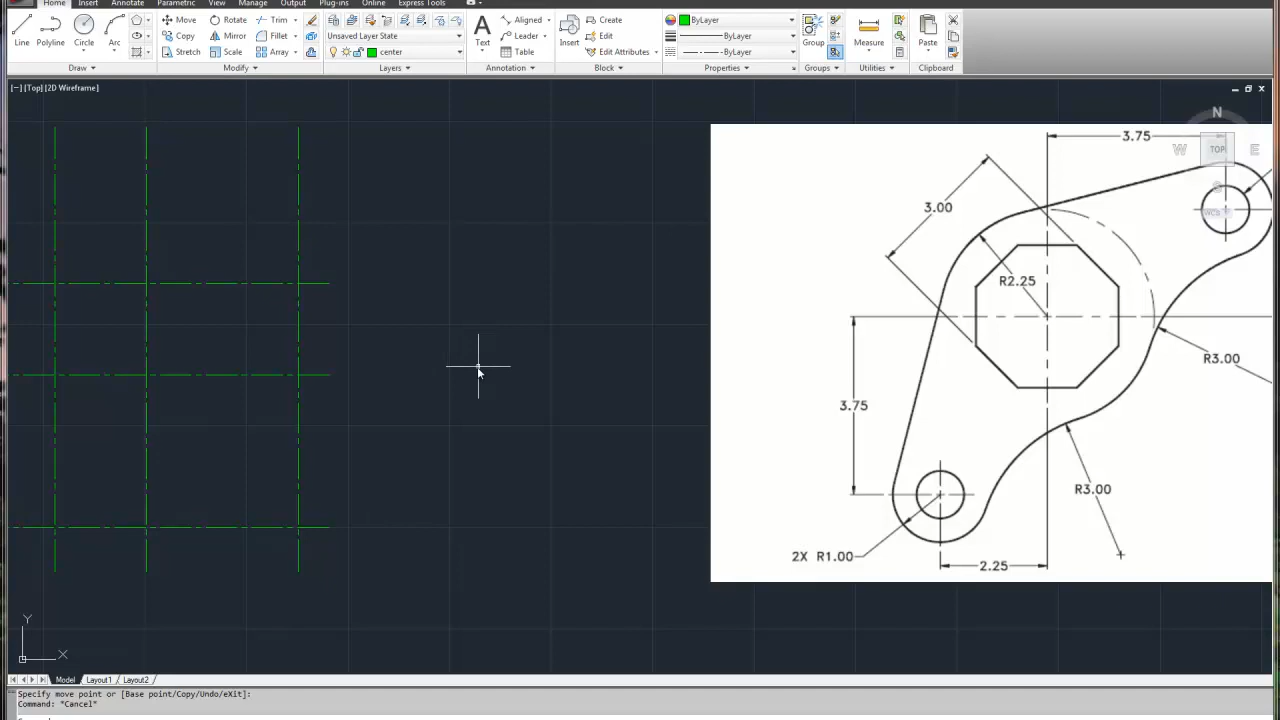 Home Insert Annotate Parametric View Manage Output Plug-ins Online Express Tools
Line Polyline Circle Arc
Move Rotate Trim
Copy Mirror Fillet
Stretch Scale Array
Unsaved Layer State
center
Text
Aligned
Leader
Table
Insert
Create
Edit
Edit Attributes
ByLayer
ByLayer
ByLayer
Group
Measure
Paste
Draw Modify Layers Annotation Block Properties Groups Utilities Clipboard
[−][Top][2D Wireframe]
N
W TOP E
S
WCS
3.75
3.00
R2.25
R3.00
3.75
R3.00
2X R1.00
2.25
Y
X
Model Layout1 Layout2
Specify move point or [Base point/Copy/Undo/eXit]:
Command: *Cancel*